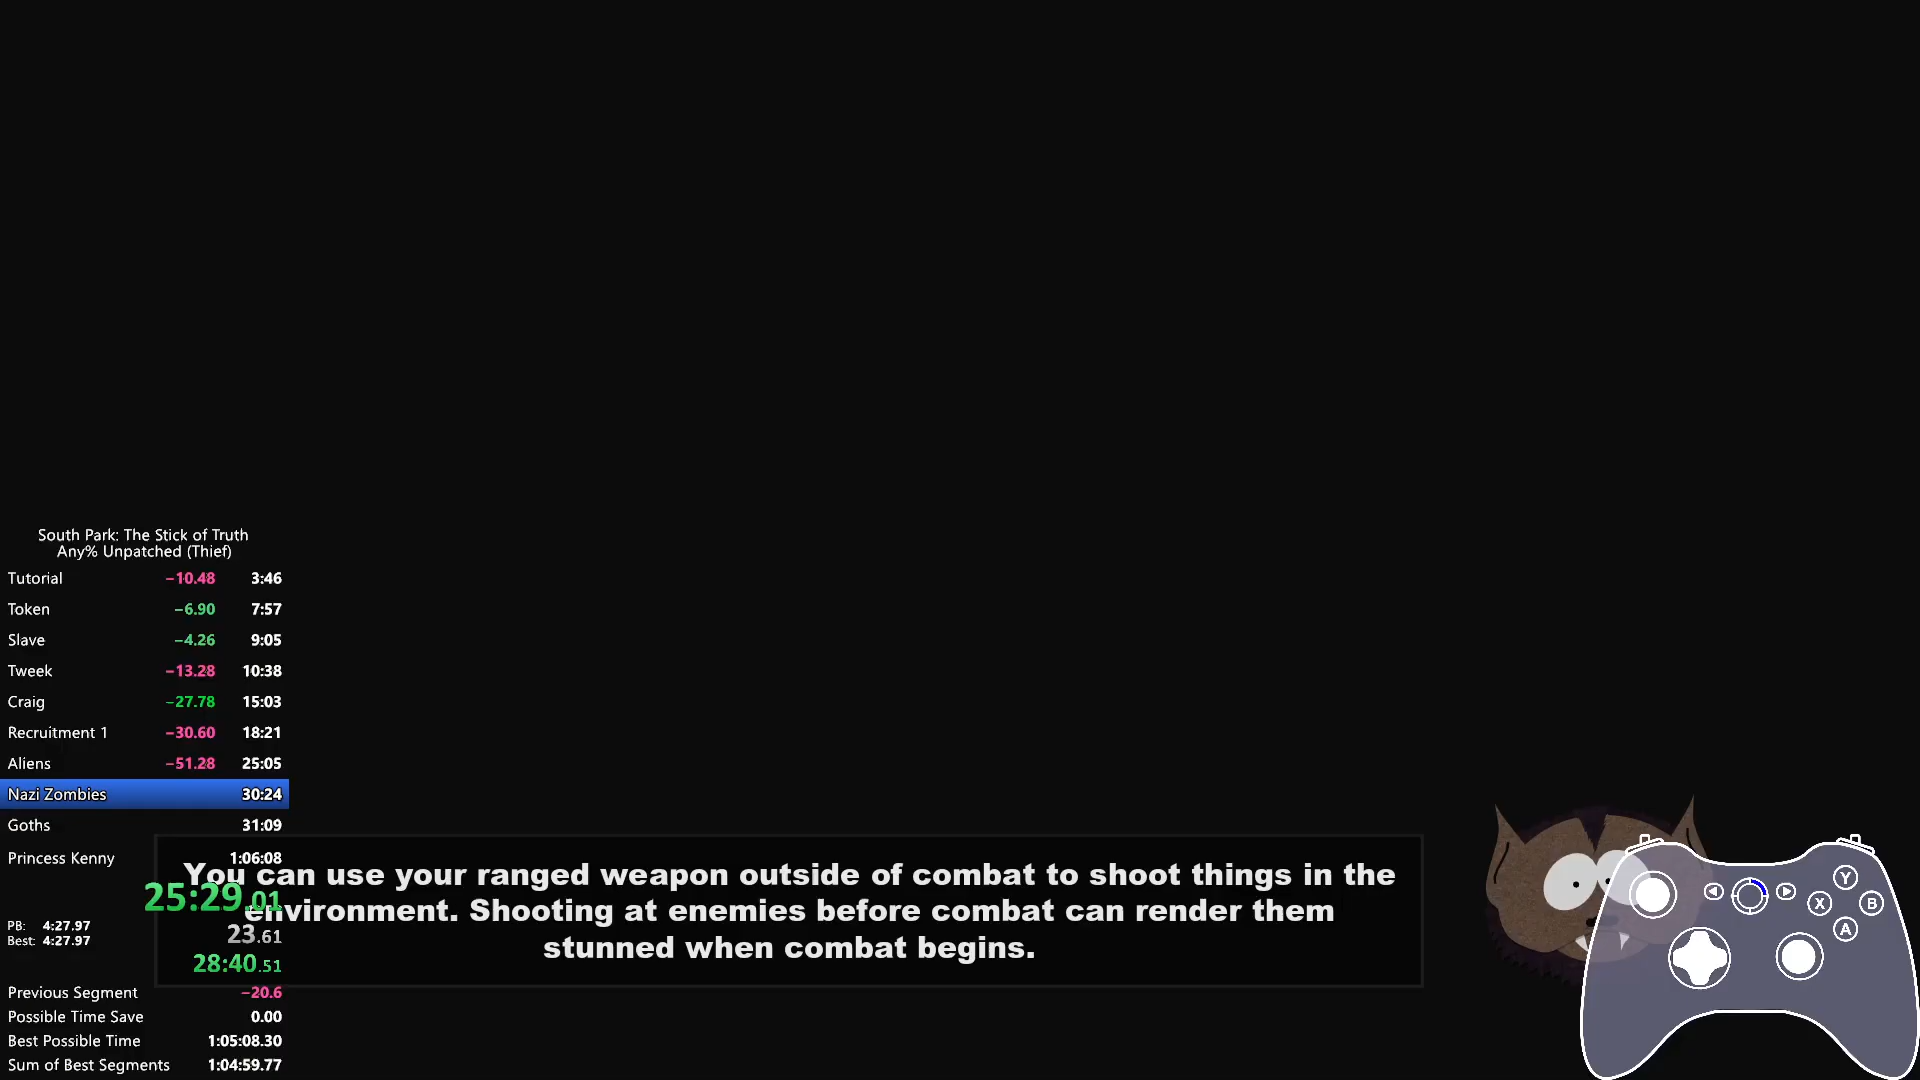 South Park: The Stick of Truth
Any% Unpatched (Thief)
Tutorial −10.48 3:46
Token −6.90 7:57
Slave −4.26 9:05
Tweek −13.28 10:38
Craig −27.78 15:03
Recruitment 1 −30.60 18:21
Aliens −51.28 25:05
Nazi Zombies 30:24
Goths 31:09
Princess Kenny 1:06:08
You can use your ranged weapon outside of combat to shoot things in the
environment. Shooting at enemies before combat can render them
stunned when combat begins.
25:29.01
PB: 4:27.97
Best: 4:27.97
23.61
28:40.51
Previous Segment −20.6
Possible Time Save 0.00
Best Possible Time 1:05:08.30
Sum of Best Segments 1:04:59.77
Y
X
B
A